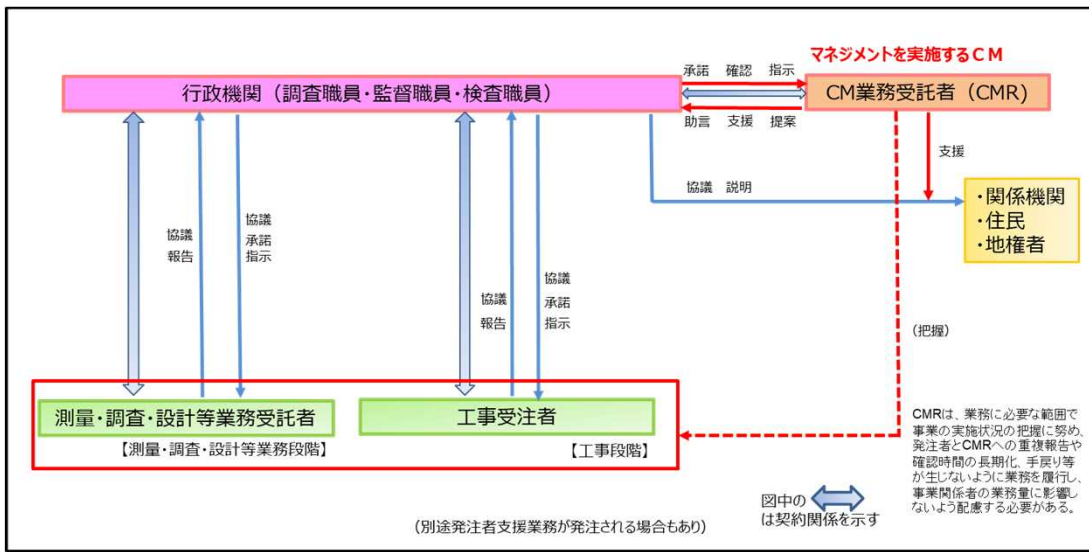 マネジメントを実施するCM
承諾 確認 指示
行政機関（調査職員・監督職員・検査職員）
CM業務受託者（CMR)
助言 支援 提案
支援
協議 説明
・関係機関
・住民
・地権者
協議
報告
協議
承諾
指示
協議
報告
協議
承諾
指示
(把握)
測量・調査・設計等業務受託者
工事受注者
【測量・調査・設計等業務段階】
【工事段階】
CMRは、業務に必要な範囲で
事業の実施状況の把握に努め、
発注者とCMRへの重複報告や
確認時間の長期化、手戻り等
が生じないように業務を履行し、
事業関係者の業務量に影響し
ないよう配慮する必要がある。
図中の
は契約関係を示す
(別途発注者支援業務が発注される場合もあり)